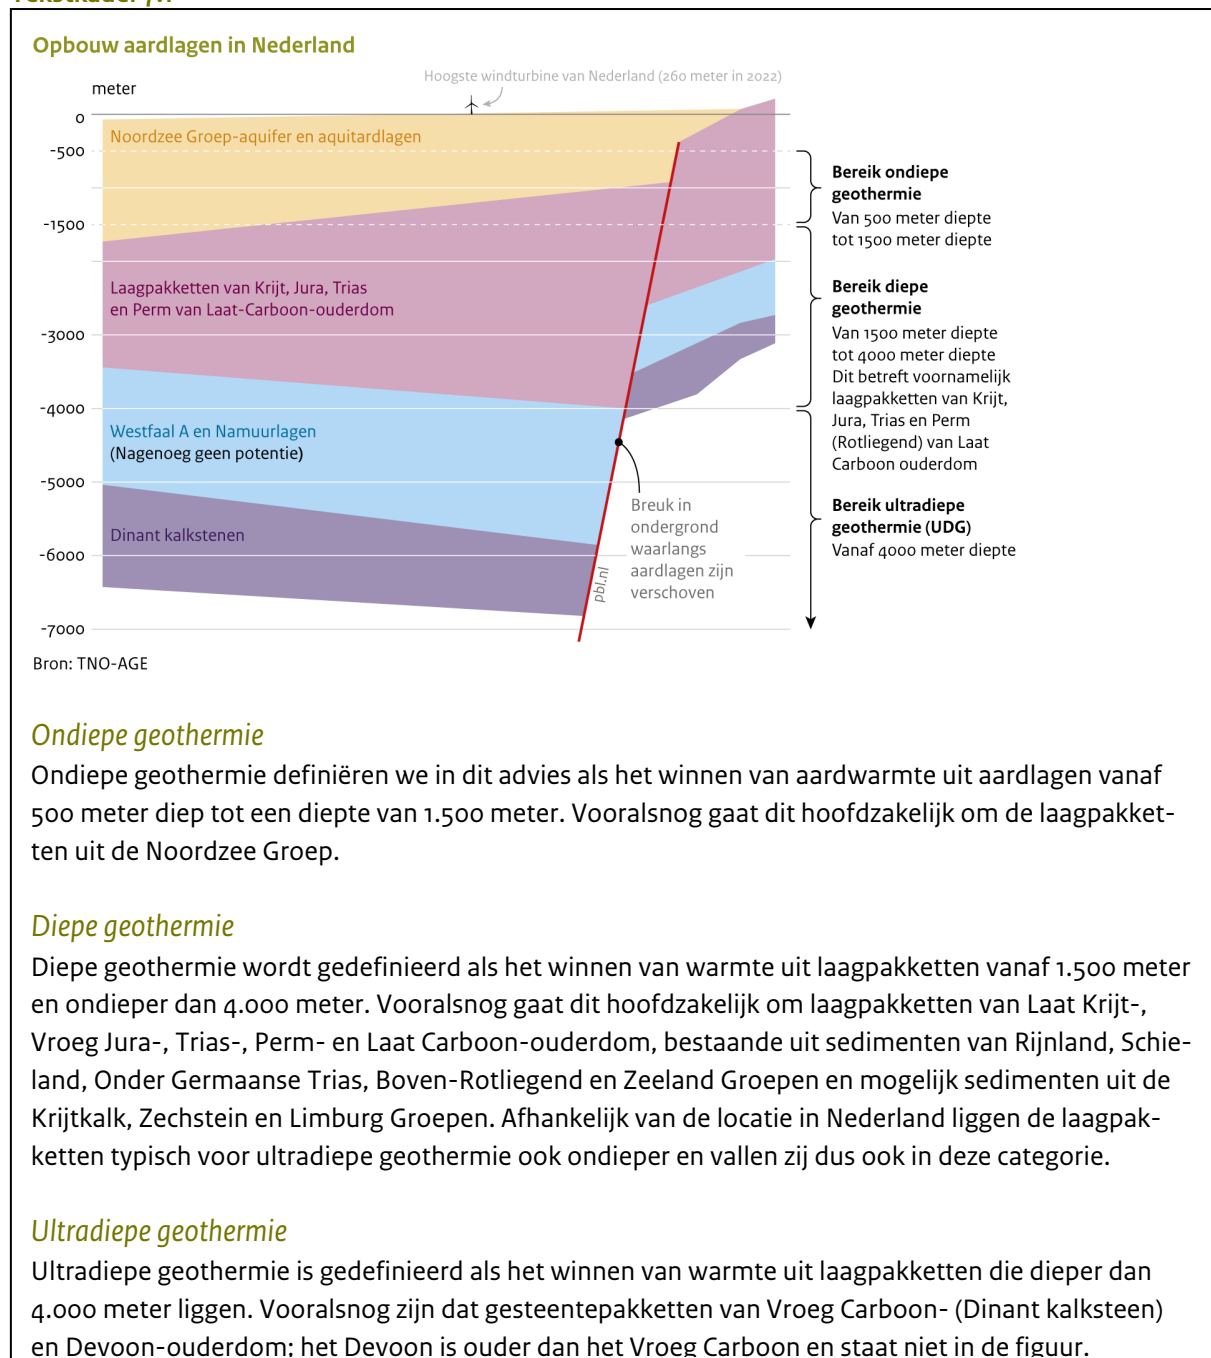 Tekstkader 7.1
Opbouw aardlagen in Nederland
Hoogste windturbine van Nederland (260 meter in 2022)
meter
0
-500
-1500
-3000
-4000
-5000
-6000
-7000
Noordzee Groep-aquifer en aquitardlagen
Laagpakketten van Krijt, Jura, Trias
en Perm van Laat-Carboon-ouderdom
Westfaal A en Namuurlagen
(Nagenoeg geen potentie)
Dinant kalkstenen
Breuk in
ondergrond
waarlangs
aardlagen zijn
verschoven
pbl.nl
Bereik ondiepe
geothermie
Van 500 meter diepte
tot 1500 meter diepte
Bereik diepe
geothermie
Van 1500 meter diepte
tot 4000 meter diepte
Dit betreft voornamelijk
laagpakketten van Krijt,
Jura, Trias en Perm
(Rotliegend) van Laat
Carboon ouderdom
Bereik ultradiepe
geothermie (UDG)
Vanaf 4000 meter diepte
Bron: TNO-AGE
Ondiepe geothermie
Ondiepe geothermie definiëren we in dit advies als het winnen van aardwarmte uit aardlagen vanaf
500 meter diep tot een diepte van 1.500 meter. Vooralsnog gaat dit hoofdzakelijk om de laagpakket-
ten uit de Noordzee Groep.
Diepe geothermie
Diepe geothermie wordt gedefinieerd als het winnen van warmte uit laagpakketten vanaf 1.500 meter
en ondieper dan 4.000 meter. Vooralsnog gaat dit hoofdzakelijk om laagpakketten van Laat Krijt-,
Vroeg Jura-, Trias-, Perm- en Laat Carboon-ouderdom, bestaande uit sedimenten van Rijnland, Schie-
land, Onder Germaanse Trias, Boven-Rotliegend en Zeeland Groepen en mogelijk sedimenten uit de
Krijtkalk, Zechstein en Limburg Groepen. Afhankelijk van de locatie in Nederland liggen de laagpak-
ketten typisch voor ultradiepe geothermie ook ondieper en vallen zij dus ook in deze categorie.
Ultradiepe geothermie
Ultradiepe geothermie is gedefinieerd als het winnen van warmte uit laagpakketten die dieper dan
4.000 meter liggen. Vooralsnog zijn dat gesteentepakketten van Vroeg Carboon- (Dinant kalksteen)
en Devoon-ouderdom; het Devoon is ouder dan het Vroeg Carboon en staat niet in de figuur.